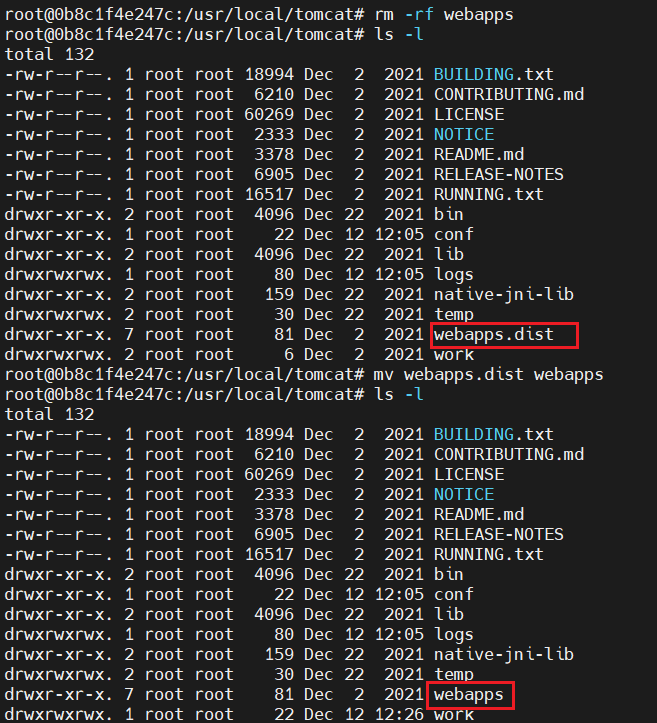 root@0b8c1f4e247c:/usr/local/tomcat# rm -rf webapps
root@0b8c1f4e247c:/usr/local/tomcat# ls -l
total 132
-rw-r--r--. 1 root root 18994 Dec  2  2021 BUILDING.txt
-rw-r--r--. 1 root root  6210 Dec  2  2021 CONTRIBUTING.md
-rw-r--r--. 1 root root 60269 Dec  2  2021 LICENSE
-rw-r--r--. 1 root root  2333 Dec  2  2021 NOTICE
-rw-r--r--. 1 root root  3378 Dec  2  2021 README.md
-rw-r--r--. 1 root root  6905 Dec  2  2021 RELEASE-NOTES
-rw-r--r--. 1 root root 16517 Dec  2  2021 RUNNING.txt
drwxr-xr-x. 2 root root  4096 Dec 22  2021 bin
drwxr-xr-x. 1 root root    22 Dec 12 12:05 conf
drwxr-xr-x. 2 root root  4096 Dec 22  2021 lib
drwxrwxrwx. 1 root root    80 Dec 12 12:05 logs
drwxr-xr-x. 2 root root   159 Dec 22  2021 native-jni-lib
drwxrwxrwx. 2 root root    30 Dec 22  2021 temp
drwxr-xr-x. 7 root root    81 Dec  2  2021 webapps.dist
drwxrwxrwx. 2 root root     6 Dec  2  2021 work
root@0b8c1f4e247c:/usr/local/tomcat# mv webapps.dist webapps
root@0b8c1f4e247c:/usr/local/tomcat# ls -l
total 132
-rw-r--r--. 1 root root 18994 Dec  2  2021 BUILDING.txt
-rw-r--r--. 1 root root  6210 Dec  2  2021 CONTRIBUTING.md
-rw-r--r--. 1 root root 60269 Dec  2  2021 LICENSE
-rw-r--r--. 1 root root  2333 Dec  2  2021 NOTICE
-rw-r--r--. 1 root root  3378 Dec  2  2021 README.md
-rw-r--r--. 1 root root  6905 Dec  2  2021 RELEASE-NOTES
-rw-r--r--. 1 root root 16517 Dec  2  2021 RUNNING.txt
drwxr-xr-x. 2 root root  4096 Dec 22  2021 bin
drwxr-xr-x. 1 root root    22 Dec 12 12:05 conf
drwxr-xr-x. 2 root root  4096 Dec 22  2021 lib
drwxrwxrwx. 1 root root    80 Dec 12 12:05 logs
drwxr-xr-x. 2 root root   159 Dec 22  2021 native-jni-lib
drwxrwxrwx. 2 root root    30 Dec 22  2021 temp
drwxr-xr-x. 7 root root    81 Dec  2  2021 webapps
drwxrwxrwx. 1 root root    22 Dec 12 12:26 work